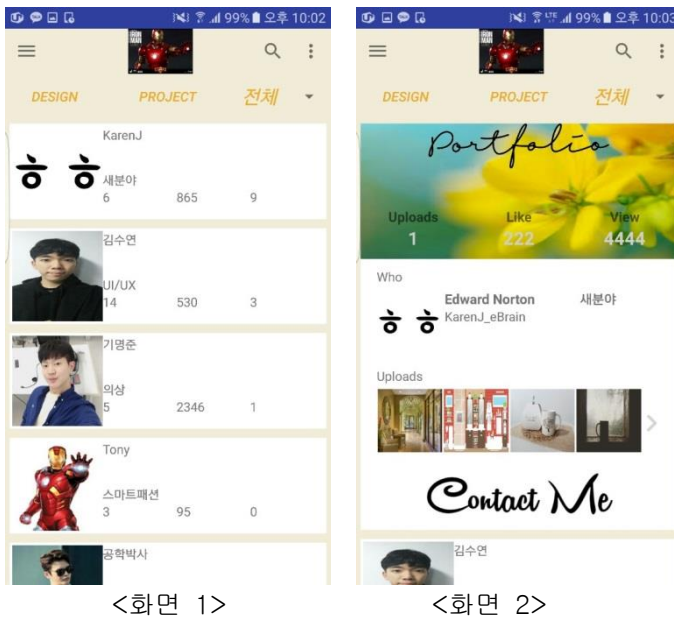 99% 오후 10:02
IRON
MAN
DESIGN PROJECT 전체
KarenJ
ㅎ ㅎ
새분야
6 865 9
김수연
UI/UX
14 530 3
기명준
의상
5 2346 1
Tony
스마트패션
3 95 0
공학박사
<화면 1>
LTE 99% 오후 10:03
DESIGN PROJECT 전체
Portfolio
Uploads Like View
1 222 4444
Who
Edward Norton 새분야
ㅎ ㅎ KarenJ_eBrain
Uploads
Contact Me
김수연
<화면 2>